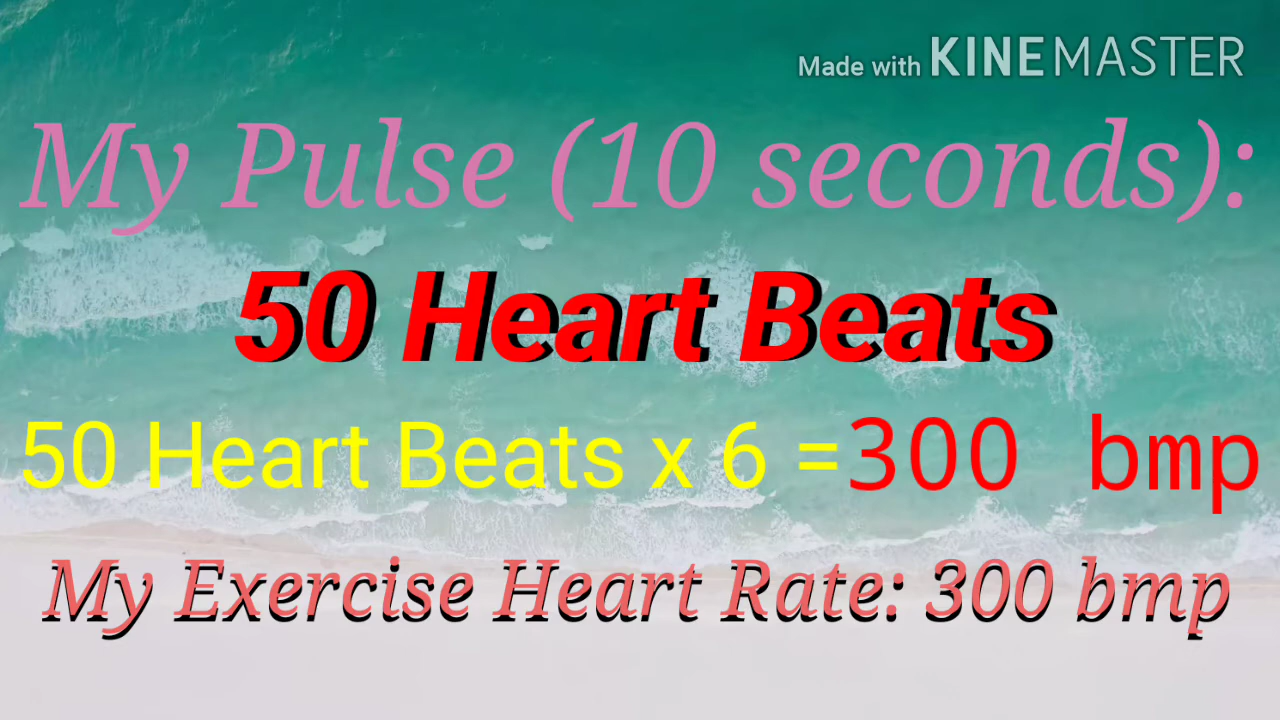 Made with KINEMASTER
My Pulse (10 seconds):
50 Heart Beats
50 Heart Beats x 6 =300 bmp
My Exercise Heart Rate: 300 bmp